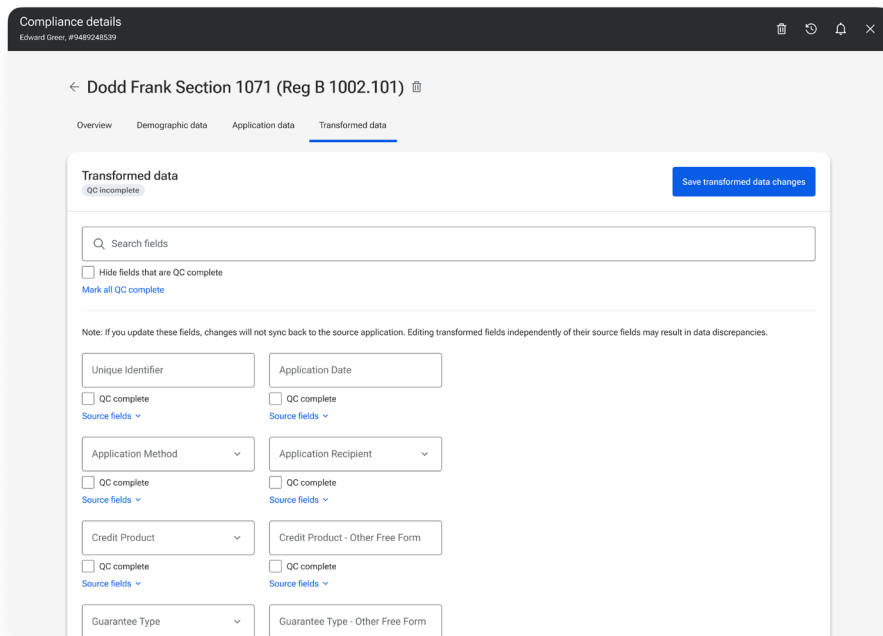 Compliance details
Edward Greer, #9489248539
Dodd Frank Section 1071 (Reg B 1002.101)
Overview Demographic data Application data Transformed data
Transformed data
QC incomplete
Save transformed data changes
Search fields
Hide fields that are QC complete
Mark all QC complete
Note: If you update these fields, changes will not sync back to the source application. Editing transformed fields independently of their source fields may result in data discrepancies.
Unique Identifier Application Date
QC complete QC complete
Source fields Source fields
Application Method Application Recipient
QC complete QC complete
Source fields Source fields
Credit Product Credit Product - Other Free Form
QC complete QC complete
Source fields Source fields
Guarantee Type Guarantee Type - Other Free Form